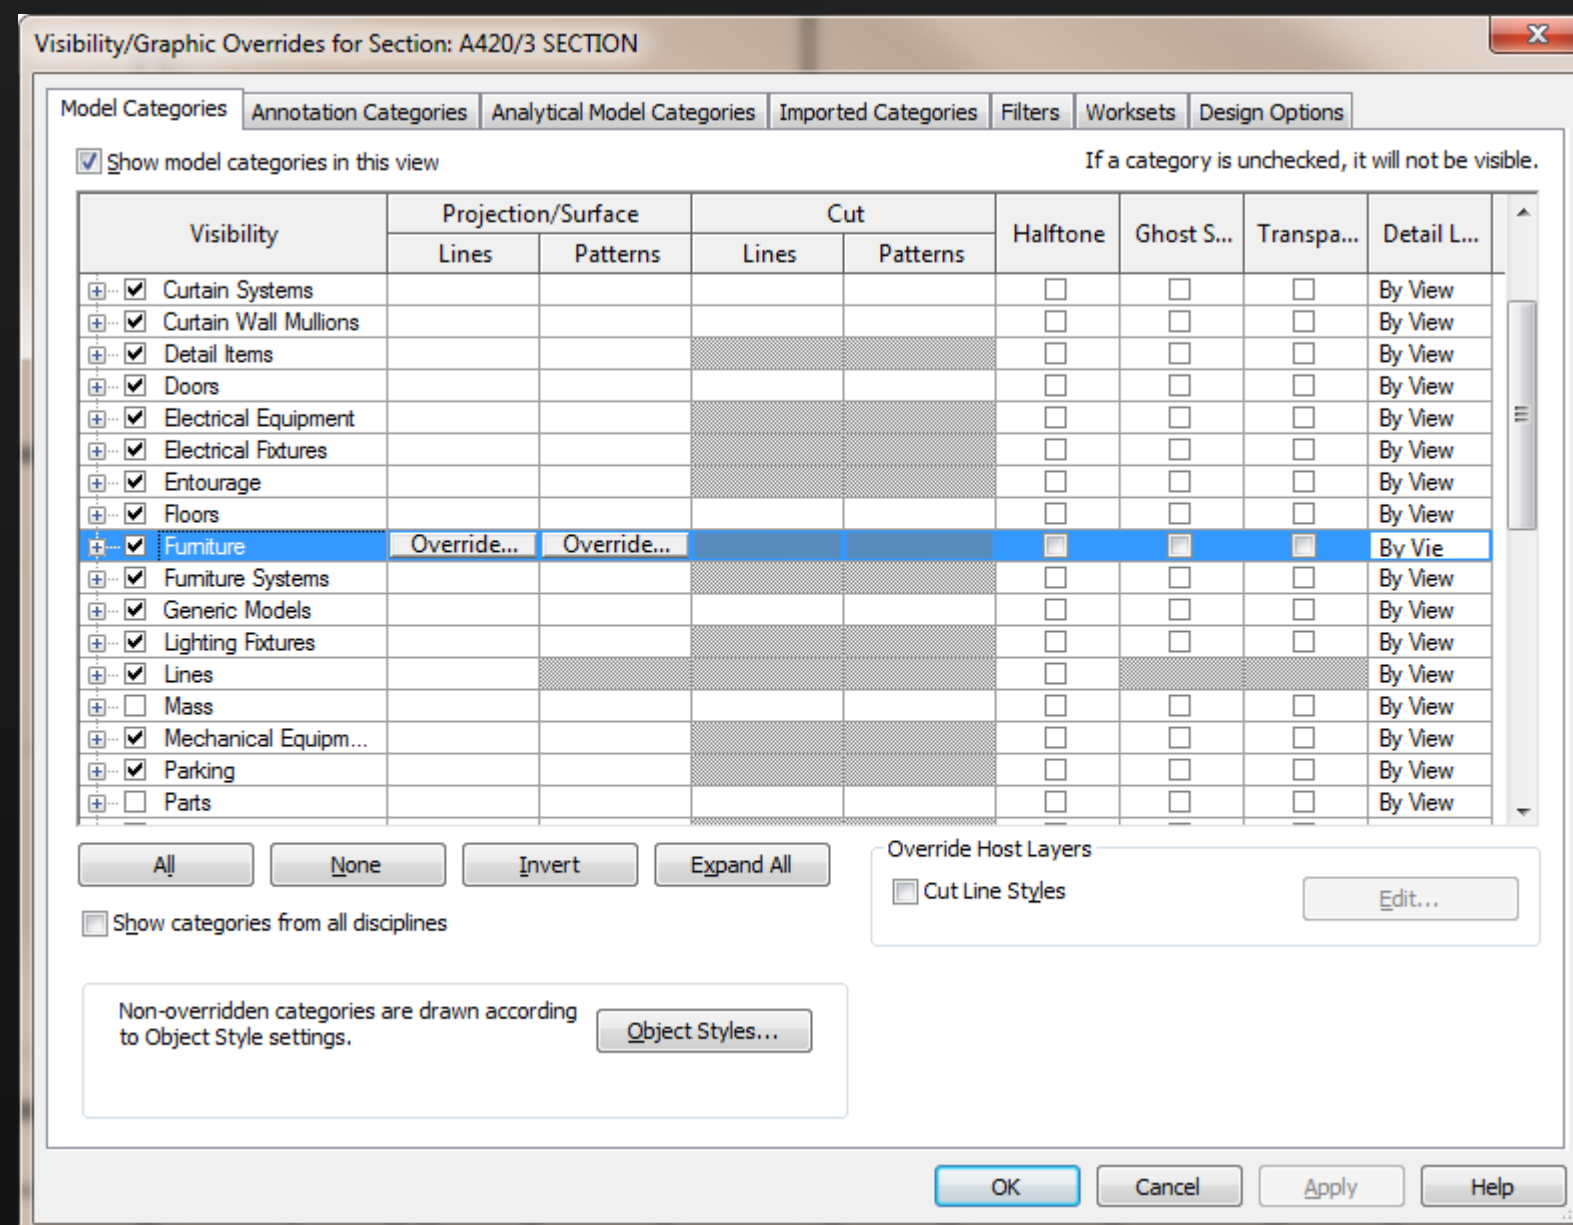 Visibility/Graphic Overrides for Section: A420/3 SECTION
Model Categories Annotation Categories Analytical Model Categories Imported Categories Filters Worksets Design Options
Show model categories in this view If a category is unchecked, it will not be visible.
Visibility Projection/Surface Cut Halftone Ghost S... Transpa... Detail L...
Lines Patterns Lines Patterns
Curtain Systems By View
Curtain Wall Mullions By View
Detail Items By View
Doors By View
Electrical Equipment By View
Electrical Fixtures By View
Entourage By View
Floors By View
Furniture Override... Override... By Vie
Furniture Systems By View
Generic Models By View
Lighting Fixtures By View
Lines By View
Mass By View
Mechanical Equipm... By View
Parking By View
Parts By View
All None Invert Expand All
Override Host Layers
Cut Line Styles Edit...
Show categories from all disciplines
Non-overridden categories are drawn according
to Object Style settings.
Object Styles...
OK Cancel Apply Help